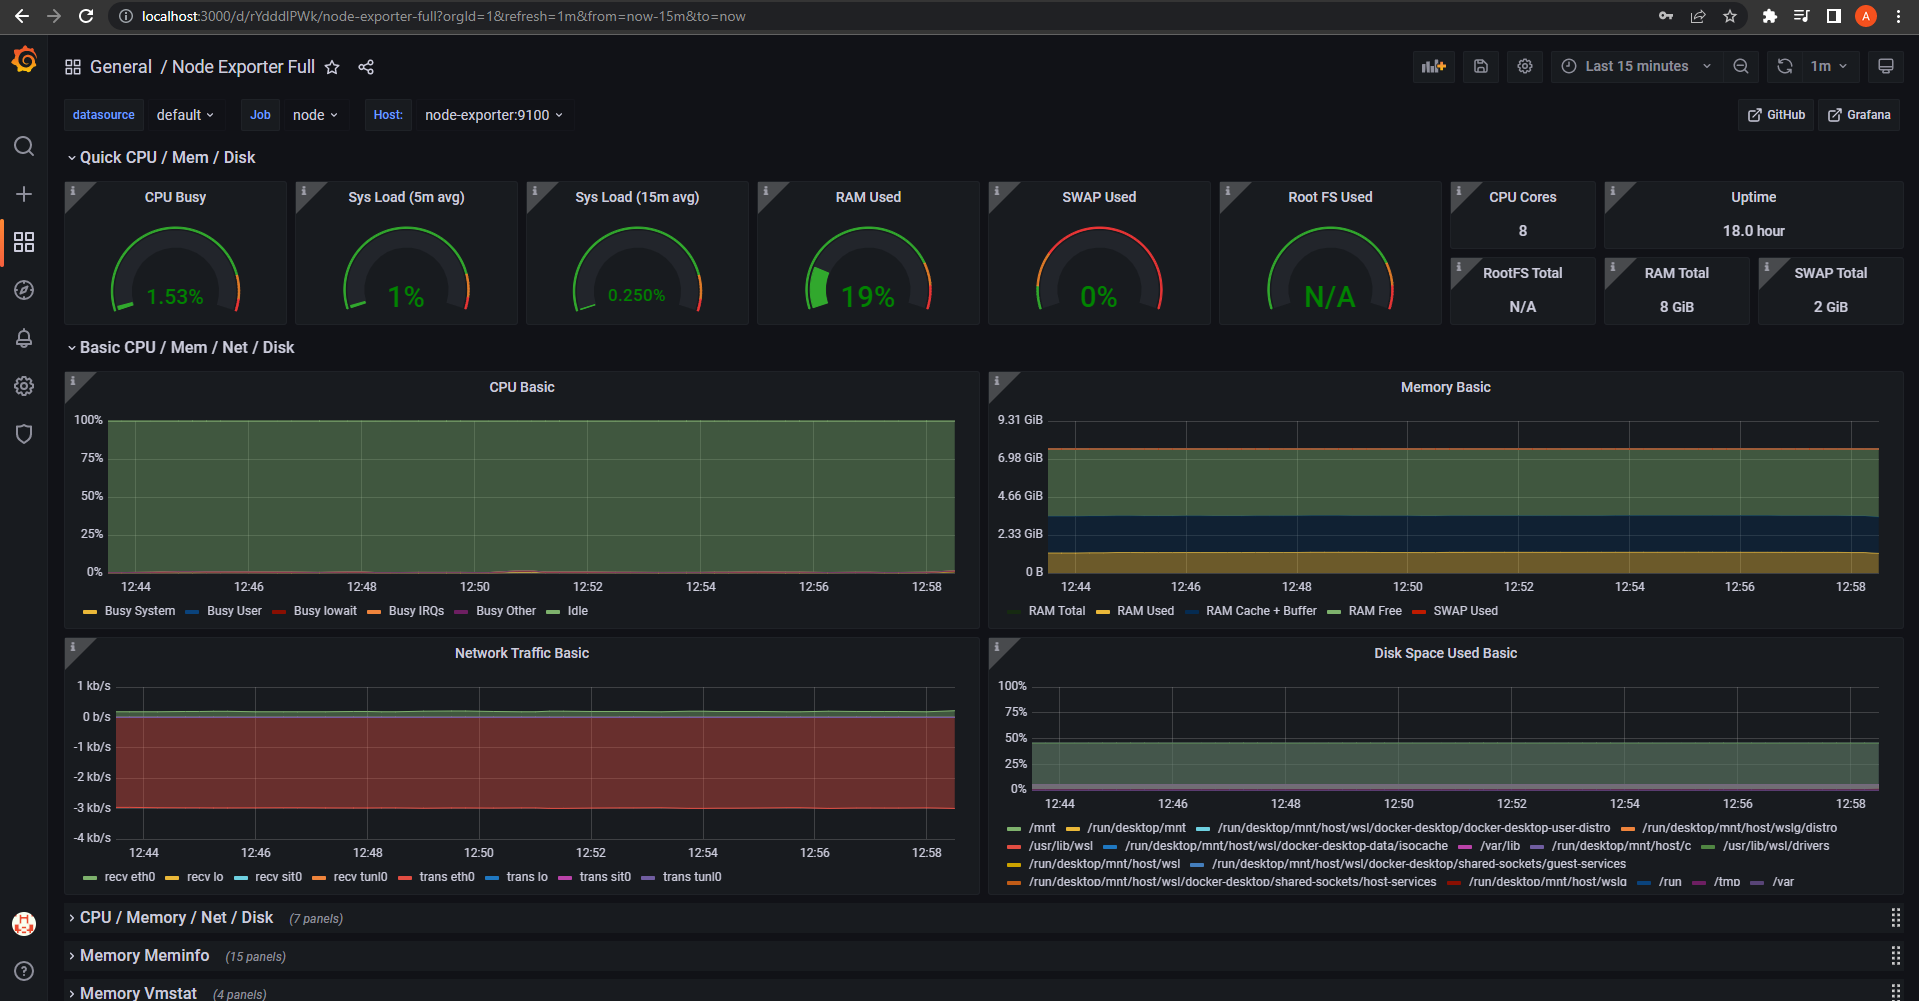 localhost:3000/d/rYdddlPWk/node-exporter-full?orgId=1&refresh=1m&from=now-15m&to=now
A
General / Node Exporter Full
Last 15 minutes
1m
datasource default Job node Host: node-exporter:9100
GitHub Grafana
Quick CPU / Mem / Disk
CPU Busy
1.53%
Sys Load (5m avg)
1%
Sys Load (15m avg)
0.250%
RAM Used
19%
SWAP Used
0%
Root FS Used
N/A
CPU Cores
8
Uptime
18.0 hour
RootFS Total
N/A
RAM Total
8 GiB
SWAP Total
2 GiB
Basic CPU / Mem / Net / Disk
CPU Basic
100%
75%
50%
25%
0%
12:44 12:46 12:48 12:50 12:52 12:54 12:56 12:58
Busy System Busy User Busy Iowait Busy IRQs Busy Other Idle
Memory Basic
9.31 GiB
6.98 GiB
4.66 GiB
2.33 GiB
0 B
12:44 12:46 12:48 12:50 12:52 12:54 12:56 12:58
RAM Total RAM Used RAM Cache + Buffer RAM Free SWAP Used
Network Traffic Basic
1 kb/s
0 b/s
-1 kb/s
-2 kb/s
-3 kb/s
-4 kb/s
12:44 12:46 12:48 12:50 12:52 12:54 12:56 12:58
recv eth0 recv lo recv sit0 recv tunl0 trans eth0 trans lo trans sit0 trans tunl0
Disk Space Used Basic
100%
75%
50%
25%
0%
12:44 12:46 12:48 12:50 12:52 12:54 12:56 12:58
/mnt /run/desktop/mnt /run/desktop/mnt/host/wsl/docker-desktop/docker-desktop-user-distro /run/desktop/mnt/host/wslg/distro
/usr/lib/wsl /run/desktop/mnt/host/wsl/docker-desktop-data/isocache /var/lib /run/desktop/mnt/host/c /usr/lib/wsl/drivers
/run/desktop/mnt/host/wsl /run/desktop/mnt/host/wsl/docker-desktop/shared-sockets/guest-services
/run/desktop/mnt/host/wsl/docker-desktop/shared-sockets/host-services /run/desktop/mnt/host/wslg /run /tmp /var
CPU / Memory / Net / Disk (7 panels)
Memory Meminfo (15 panels)
Memory Vmstat (4 panels)